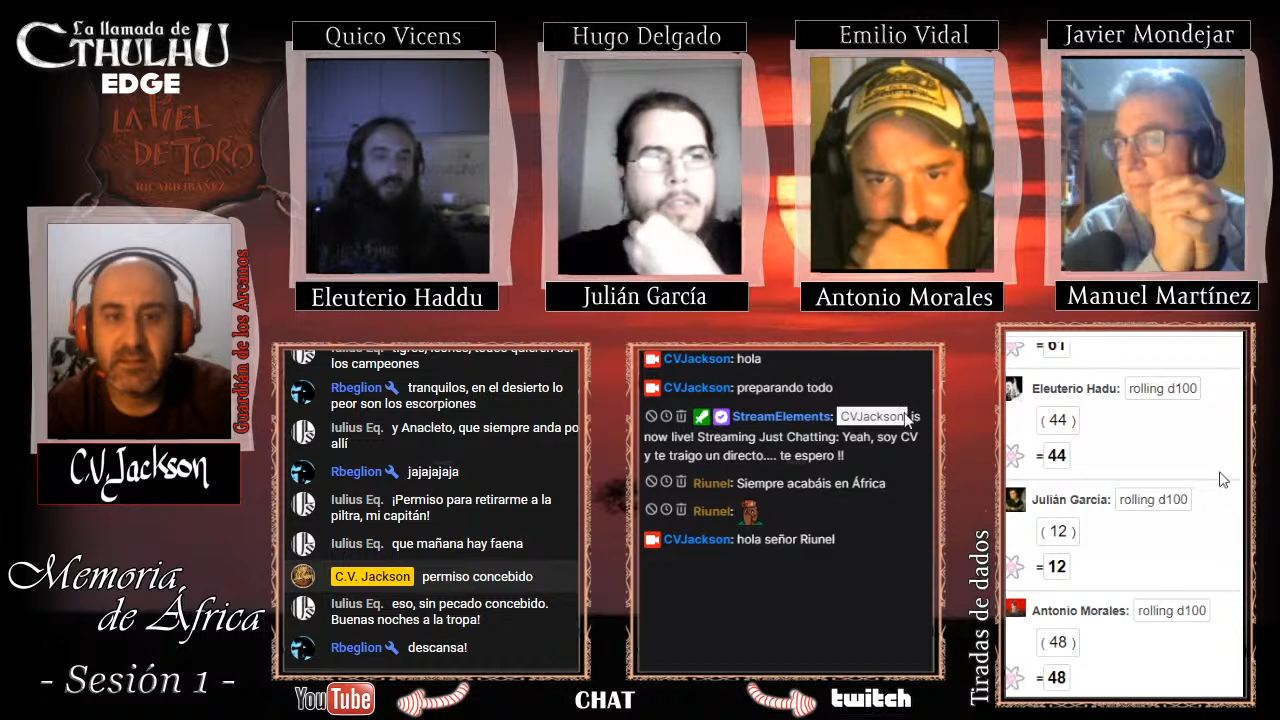 La llamada de
CTHULHU
EDGE
LA PIEL
DE TORO
RICARD IBÁÑEZ
Quico Vicens
Hugo Delgado
Emilio Vidal
Javier Mondejar
Eleuterio Haddu
Julián García
Antonio Morales
Manuel Martínez
Guardián de los Arcanos
C.V. Jackson
Memoria
de África
- Sesión 1 -
los campeones
Rbeglion tranquilos, en el desierto lo
peor son los escorpiones
Iulius Eq. y Anacleto, que siempre anda po
allí
Rbeglion jajajajaja
Iulius Eq. ¡Permiso para retirarme a la
piltra, mi capitán!
Iulius Eq. que mañana hay faena
C.V. Jackson permiso concebido
Iulius Eq. eso, sin pecado concebido.
Buenas noches a la tropa!
Rbeglion descansa!
CVJackson: hola
CVJackson: preparando todo
StreamElements: CVJackson is
now live! Streaming Just Chatting: Yeah, soy CV
y te traigo un directo.... te espero !!
Riunel: Siempre acabáis en África
Riunel:
CVJackson: hola señor Riunel
Tiradas de dados
=61
Eleuterio Hadu: rolling d100
( 44 )
=44
Julián García: rolling d100
( 12 )
=12
Antonio Morales: rolling d100
( 48 )
=48
YouTube
CHAT
twitch